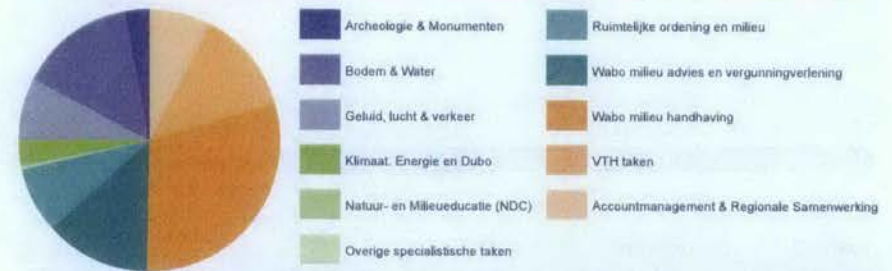 Archeologie & Monumenten
Bodem & Water
Geluid, lucht & verkeer
Klimaat. Energie en Dubo
Natuur- en Milieueducatie (NDC)
Overige specialistische taken
Ruimtelijke ordening en milieu
Wabo milieu advies en vergunningverlening
Wabo milieu handhaving
VTH taken
Accountmanagement & Regionale Samenwerking